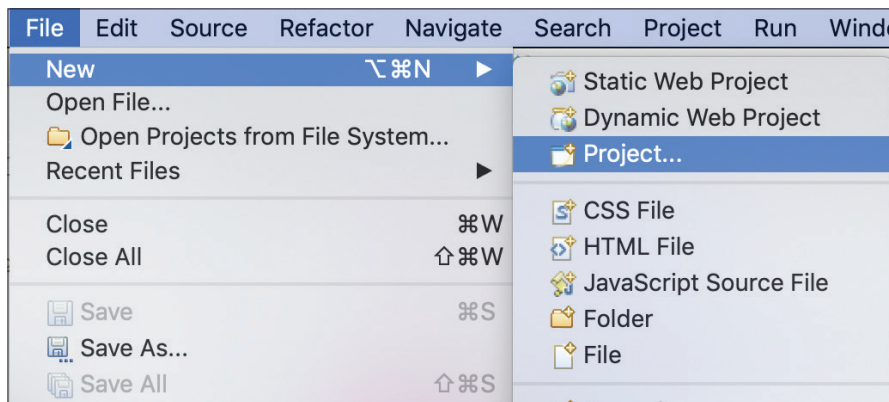 File Edit Source Refactor Navigate Search Project Run
New ⌥⌘N ▶
Open File...
Open Projects from File System...
Recent Files ▶
Close ⌘W
Close All ⇧⌘W
Save ⌘S
Save As...
Save All ⇧⌘S
Static Web Project
Dynamic Web Project
Project...
CSS File
HTML File
JavaScript Source File
Folder
File